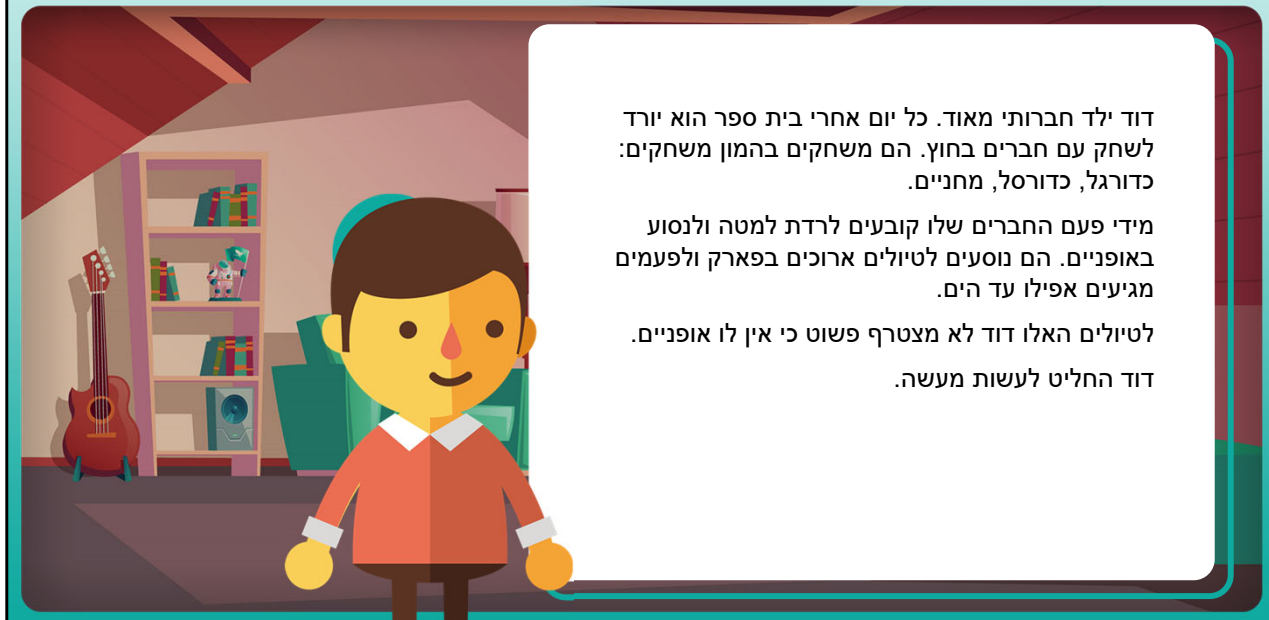 דוד ילד חברותי מאוד. כל יום אחרי בית ספר הוא יורד
לשחק עם חברים בחוץ. הם משחקים בהמון משחקים:
כדורגל, כדורסל, מחניים.
מידי פעם החברים שלו קובעים לרדת למטה ולנסוע
באופניים. הם נוסעים לטיולים ארוכים בפארק ולפעמים
מגיעים אפילו עד הים.
לטיולים האלו דוד לא מצטרף פשוט כי אין לו אופניים.
דוד החליט לעשות מעשה.